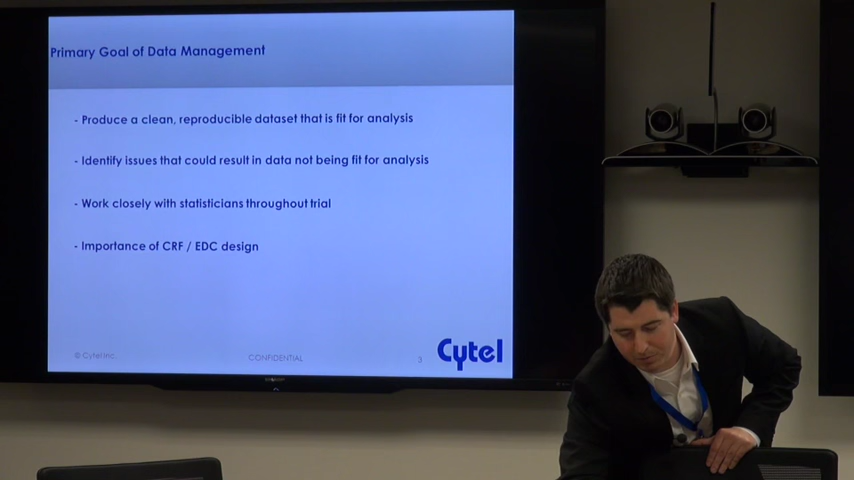 Primary Goal of Data Management
- Produce a clean, reproducible dataset that is fit for analysis
- Identify issues that could result in data not being fit for analysis
- Work closely with statisticians throughout trial
- Importance of CRF / EDC design
© Cytel Inc.
CONFIDENTIAL
3
Cytel